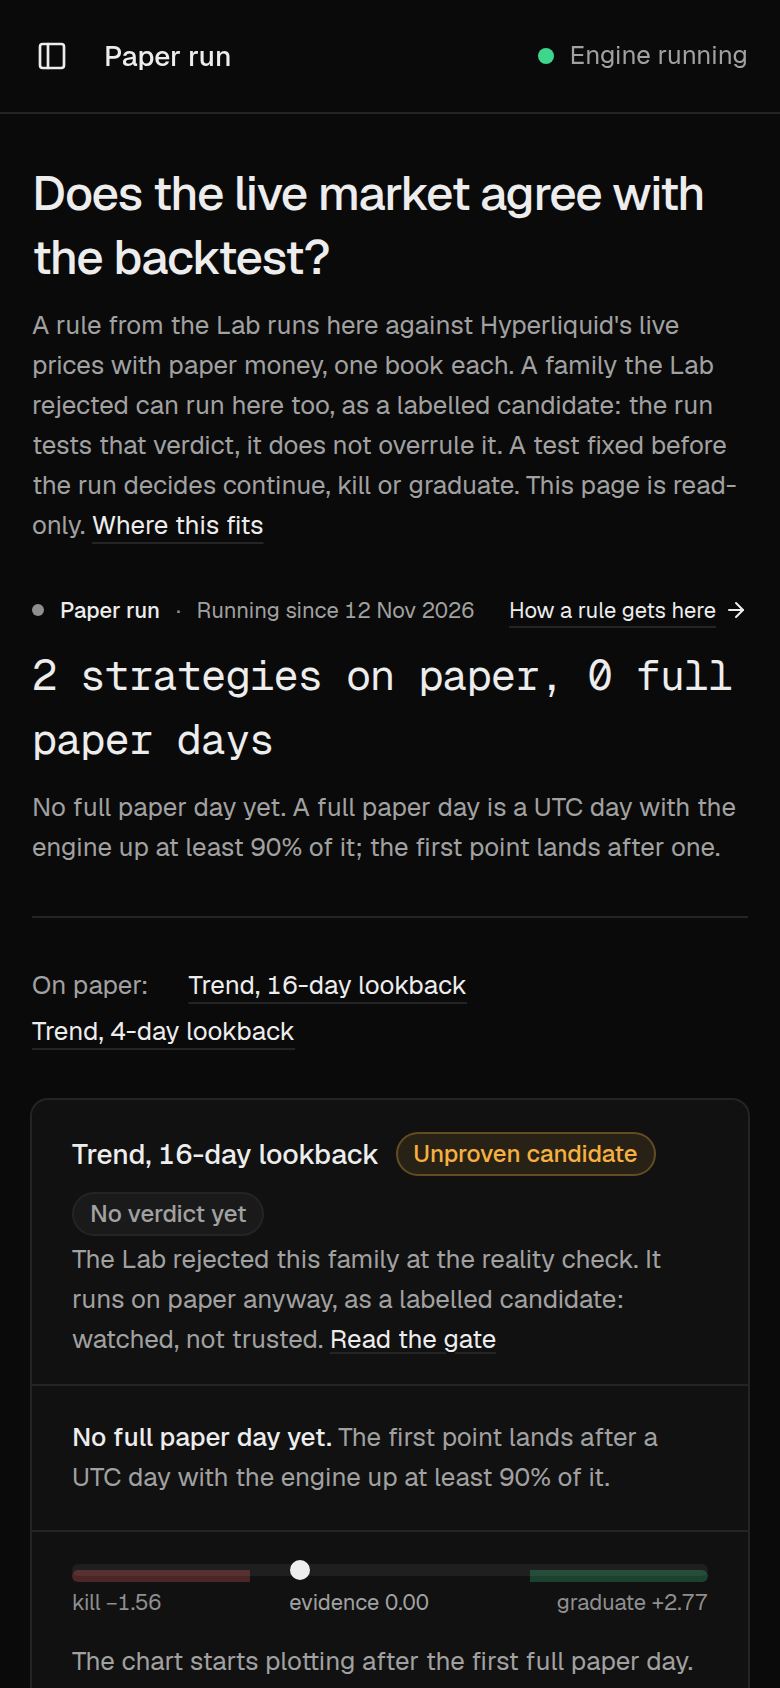 Paper run
Engine running
Does the live market agree with
the backtest?
A rule from the Lab runs here against Hyperliquid's live
prices with paper money, one book each. A family the Lab
rejected can run here too, as a labelled candidate: the run
tests that verdict, it does not overrule it. A test fixed before
the run decides continue, kill or graduate. This page is read-
only. Where this fits
Paper run · Running since 12 Nov 2026 How a rule gets here →
2 strategies on paper, 0 full
paper days
No full paper day yet. A full paper day is a UTC day with the
engine up at least 90% of it; the first point lands after one.
On paper: Trend, 16-day lookback
Trend, 4-day lookback
Trend, 16-day lookback Unproven candidate
No verdict yet
The Lab rejected this family at the reality check. It
runs on paper anyway, as a labelled candidate:
watched, not trusted. Read the gate
No full paper day yet. The first point lands after a
UTC day with the engine up at least 90% of it.
kill −1.56 evidence 0.00 graduate +2.77
The chart starts plotting after the first full paper day.